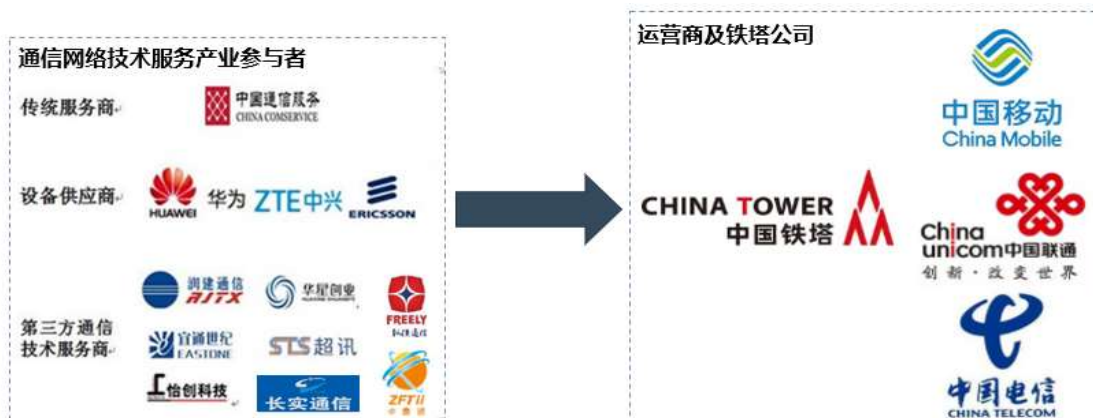 通信网络技术服务产业参与者
传统服务商
中国通信服务
CHINA COMSERVICE
设备供应商
HUAWEI
华为
ZTE中兴
ERICSSON
第三方通信
技术服务商
润建通信
RJTX
华星创业
FREELY
宜通世纪
EASTONE
STS超讯
怡创科技
长实通信
ZFTII
运营商及铁塔公司
中国移动
China Mobile
CHINA TOWER
中国铁塔
China
unicom中国联通
创新·改变世界
中国电信
CHINA TELECOM